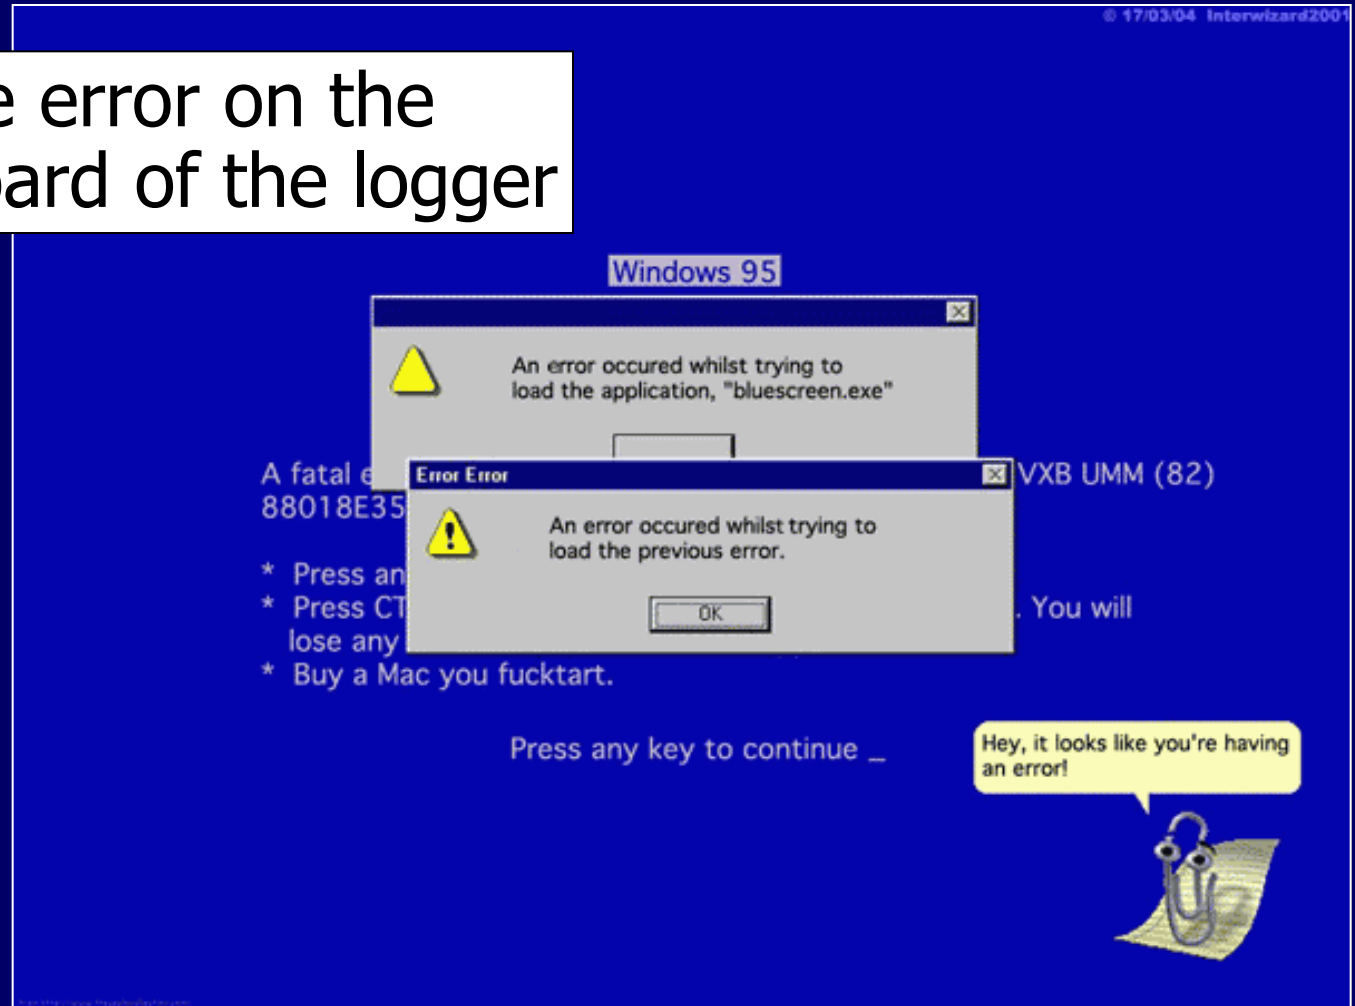 © 17/03/04 Interwizard2001
e error on the
ard of the logger
Windows 95
An error occured whilst trying to
load the application, "bluescreen.exe"
A fatal e
VXB UMM (82)
88018E35
Error Error
An error occured whilst trying to
load the previous error.
OK
* Press an
* Press CT
. You will
lose any
* Buy a Mac you fucktart.
Press any key to continue _
Hey, it looks like you're having
an error!